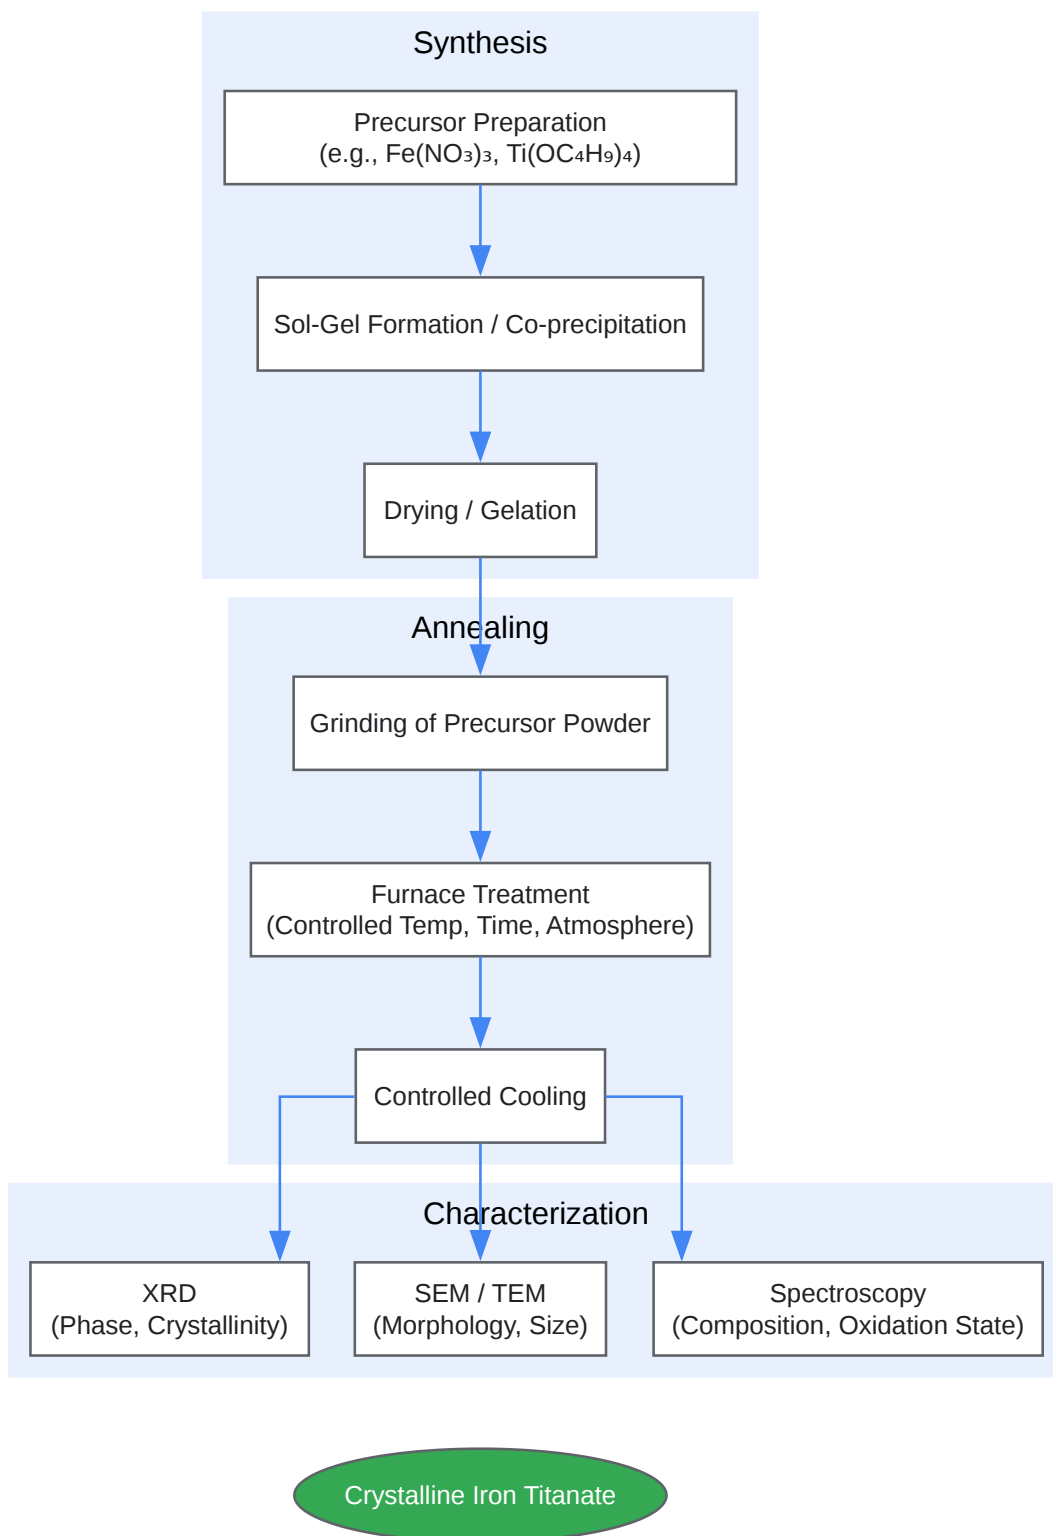 Synthesis
Precursor Preparation
(e.g., Fe(NO₃)₃, Ti(OC₄H₉)₄)
Sol-Gel Formation / Co-precipitation
Drying / Gelation
Annealing
Grinding of Precursor Powder
Furnace Treatment
(Controlled Temp, Time, Atmosphere)
Controlled Cooling
Characterization
XRD
(Phase, Crystallinity)
SEM / TEM
(Morphology, Size)
Spectroscopy
(Composition, Oxidation State)
Crystalline Iron Titanate